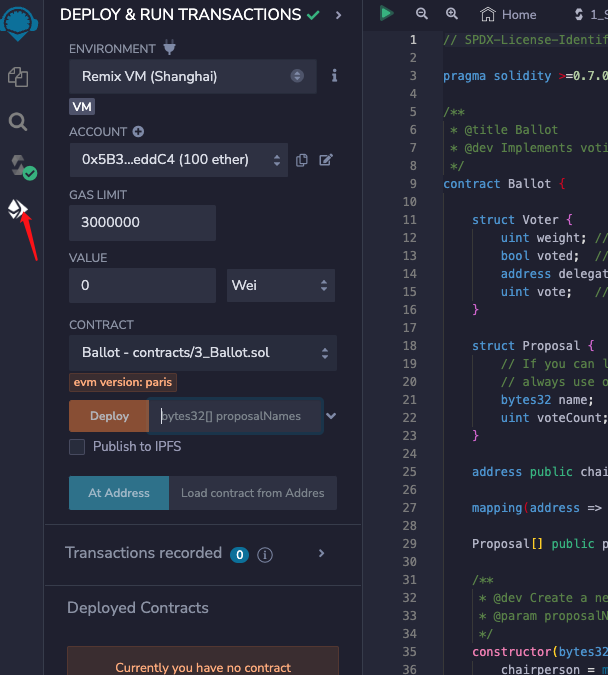 DEPLOY & RUN TRANSACTIONS
ENVIRONMENT
Remix VM (Shanghai)
VM
ACCOUNT
0x5B3...eddC4 (100 ether)
GAS LIMIT
3000000
VALUE
0 Wei
CONTRACT
Ballot - contracts/3_Ballot.sol
evm version: paris
Deploy bytes32[] proposalNames
Publish to IPFS
At Address Load contract from Addres
Transactions recorded 0 i
Deployed Contracts
Currently you have no contract
Home 1_S
1 // SPDX-License-Identif
2
3 pragma solidity >=0.7.0
4
5 /**
6 * @title Ballot
7 * @dev Implements voti
8 */
9 contract Ballot {
10
11 struct Voter {
12 uint weight; //
13 bool voted; //
14 address delegat
15 uint vote; //
16 }
17
18 struct Proposal {
19 // If you can l
20 // always use o
21 bytes32 name;
22 uint voteCount;
23 }
24
25 address public chai
26
27 mapping(address =>
28
29 Proposal[] public p
30
31 /**
32 * @dev Create a ne
33 * @param proposalN
34 */
35 constructor(bytes32
36 chairperson = m